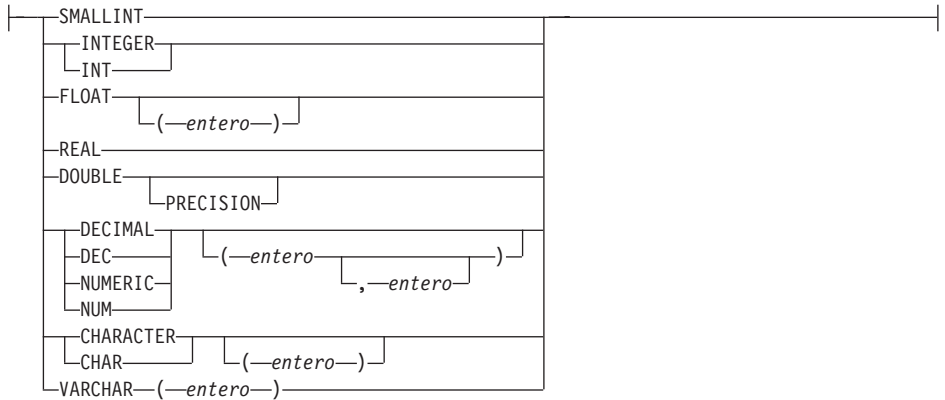 SMALLINT
INTEGER
INT
FLOAT
(entero)
REAL
DOUBLE
PRECISION
DECIMAL
DEC (entero )
NUMERIC ,entero
NUM
CHARACTER
CHAR (entero)
VARCHAR (entero)